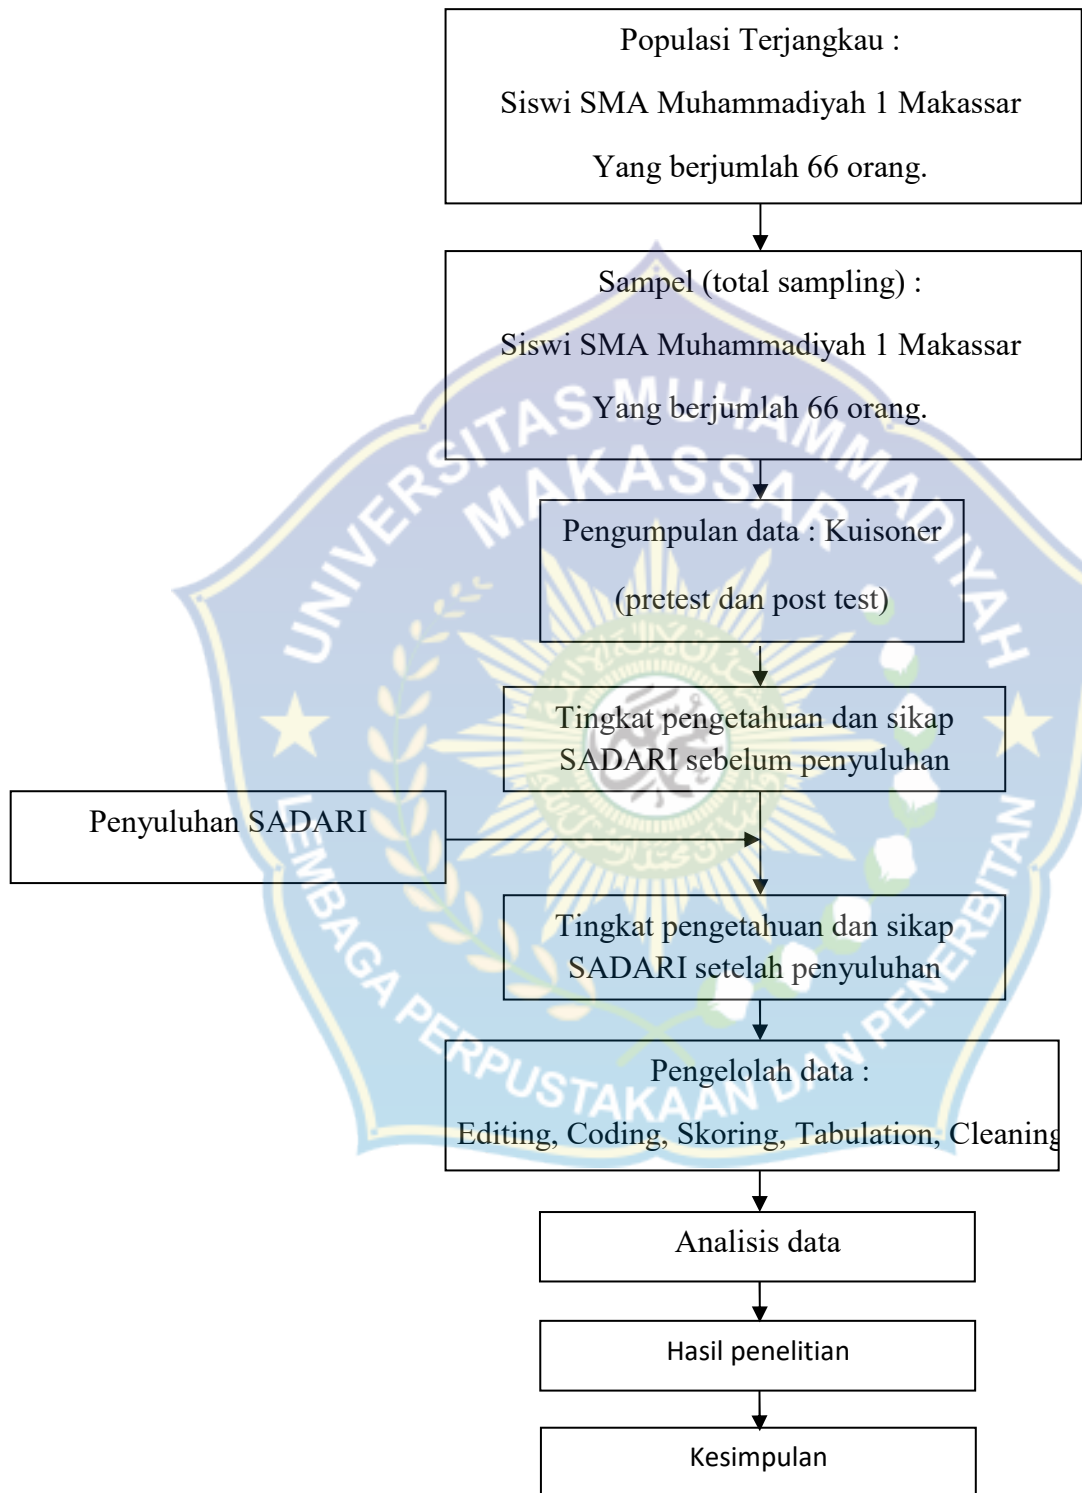 Populasi Terjangkau :
Siswi SMA Muhammadiyah 1 Makassar
Yang berjumlah 66 orang.
Sampel (total sampling) :
Siswi SMA Muhammadiyah 1 Makassar
Yang berjumlah 66 orang.
UNIVERSITAS MUHAMMADIYAH
MAKASSAR
Pengumpulan data : Kuisoner
(pretest dan post test)
Tingkat pengetahuan dan sikap
SADARI sebelum penyuluhan
Penyuluhan SADARI
Tingkat pengetahuan dan sikap
SADARI setelah penyuluhan
LEMBAGA PERPUSTAKAAN DAN PENERBITAN
Pengelolah data :
Editing, Coding, Skoring, Tabulation, Cleaning
Analisis data
Hasil penelitian
Kesimpulan